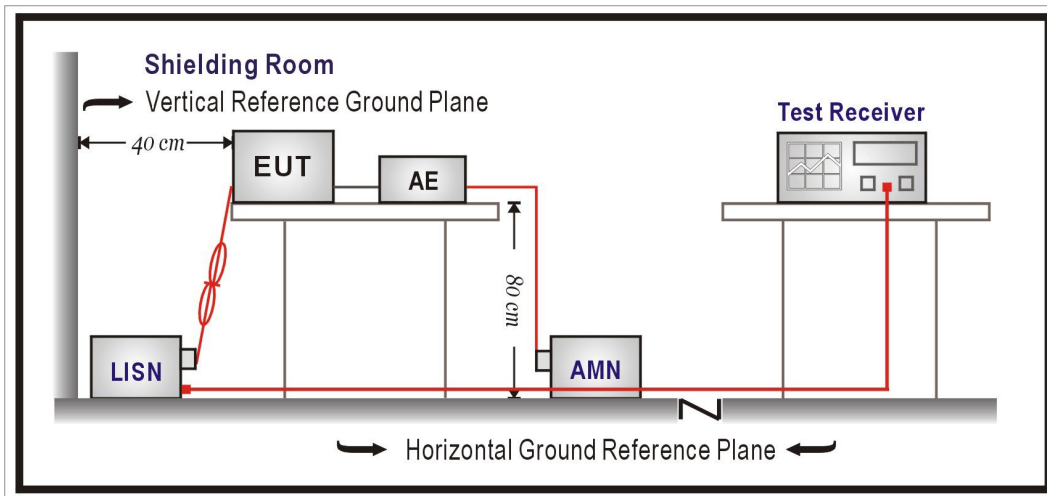 Shielding Room
Vertical Reference Ground Plane
Test Receiver
40 cm
EUT
AE
80 cm
LISN
AMN
Horizontal Ground Reference Plane